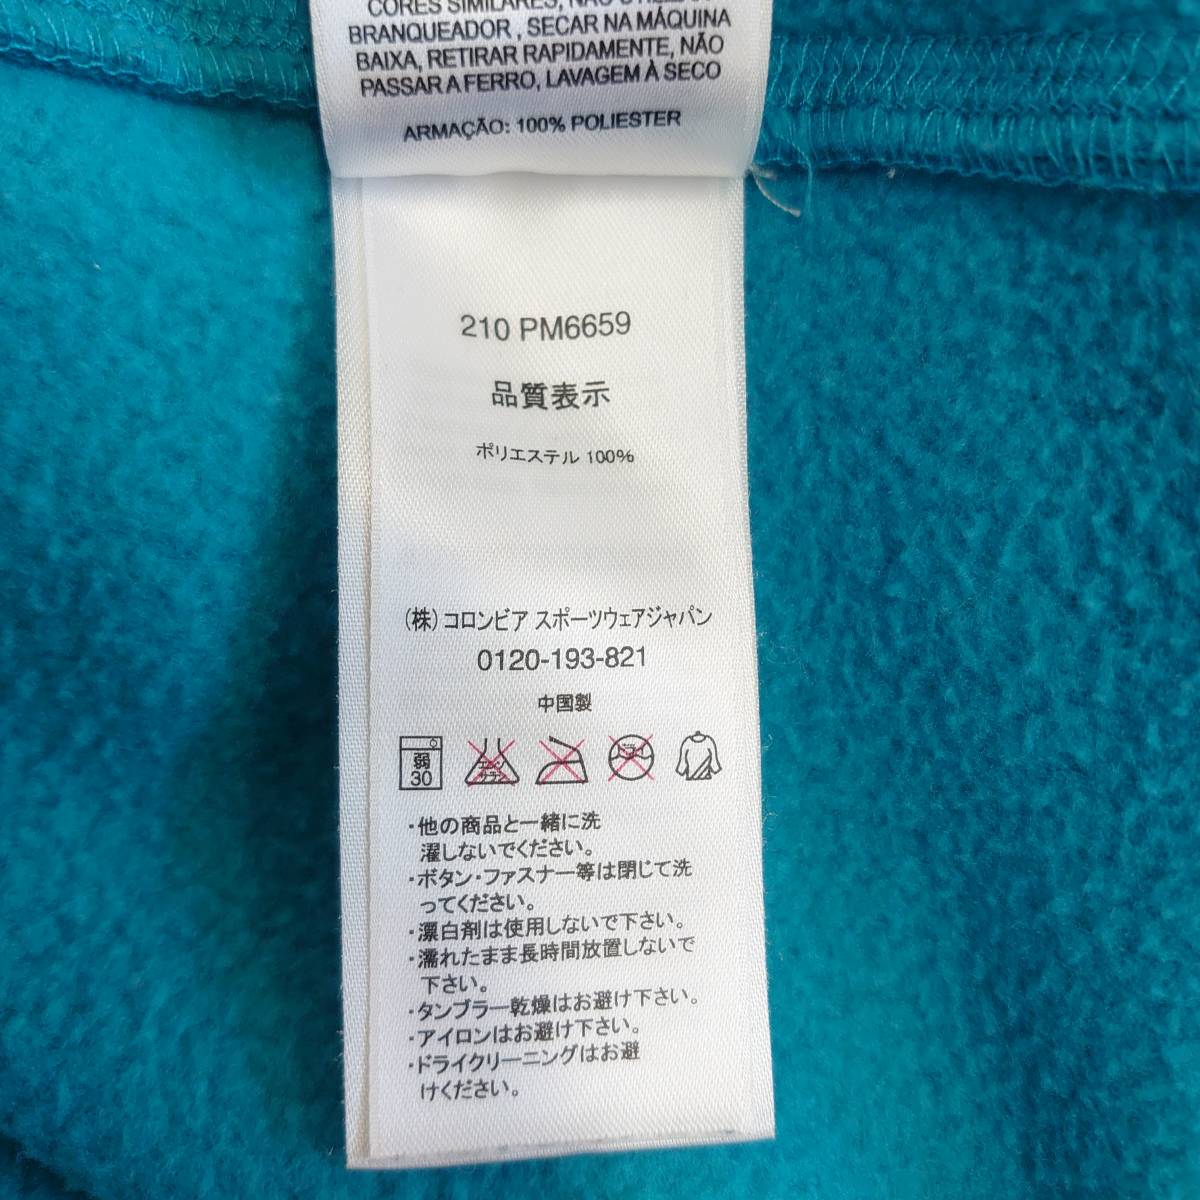 CORES SIMILARES, NÃO
BRANQUEADOR , SECAR NA MÁQUINA
BAIXA, RETIRAR RAPIDAMENTE, NÃO
PASSAR A FERRO, LAVAGEM À SECO
ARMAÇÃO: 100% POLIESTER
210 PM6659
品質表示
ポリエステル 100%
(株)コロンビア スポーツウェアジャパン
0120-193-821
中国製
弱
30
・他の商品と一緒に洗
濯しないでください。
・ボタン・ファスナー等は閉じて洗
ってください。
・漂白剤は使用しないで下さい。
・濡れたまま長時間放置しないで
下さい。
・タンブラー乾燥はお避け下さい。
・アイロンはお避け下さい。
・ドライクリーニングはお避
けください。